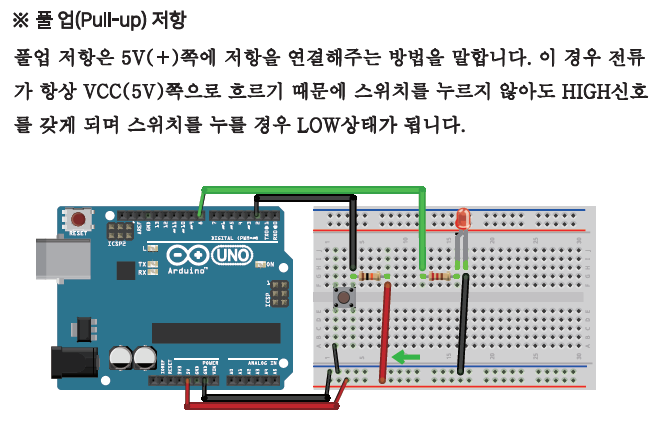 ※ 풀 업(Pull-up) 저항
풀업 저항은 5V(+)쪽에 저항을 연결해주는 방법을 말합니다. 이 경우 전류
가 항상 VCC(5V)쪽으로 흐르기 때문에 스위치를 누르지 않아도 HIGH신호
를 갖게 되며 스위치를 누를 경우 LOW상태가 됩니다.
RESET
ICSP2
DIGITAL (PWM~)
L
TX
RX
Arduino™
UNO
ON
ICSP
POWER
ANALOG IN